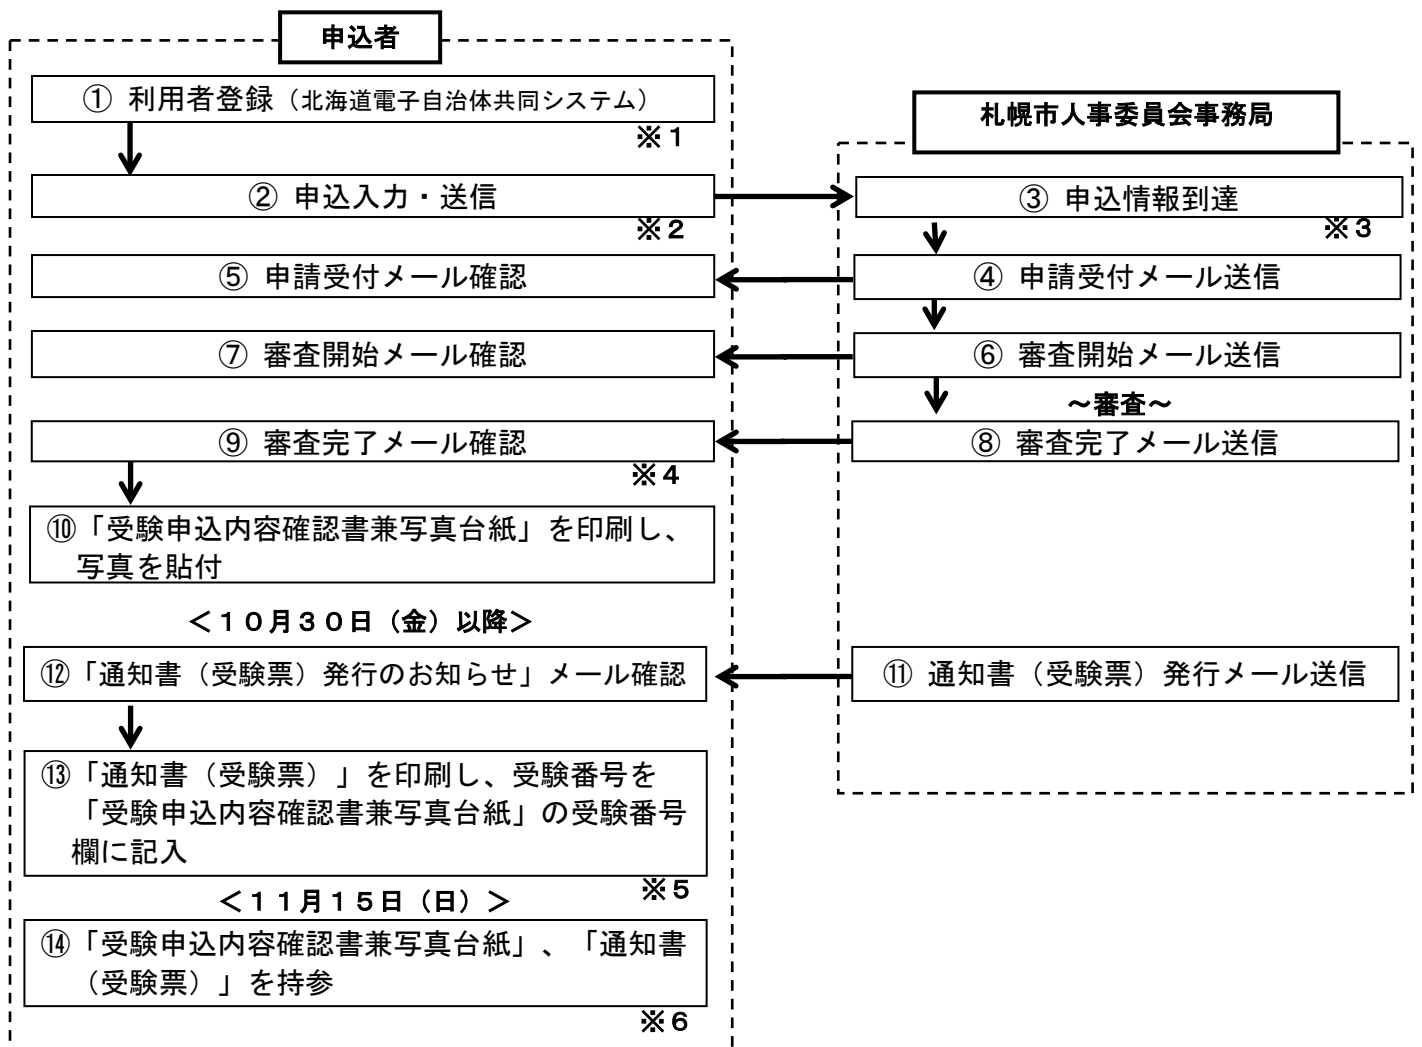 申込者
① 利用者登録（北海道電子自治体共同システム）
※１
札幌市人事委員会事務局
② 申込入力・送信
※２
③ 申込情報到達
※３
⑤ 申請受付メール確認
④ 申請受付メール送信
⑦ 審査開始メール確認
⑥ 審査開始メール送信
～審査～
⑨ 審査完了メール確認
※４
⑧ 審査完了メール送信
⑩「受験申込内容確認書兼写真台紙」を印刷し、
写真を貼付
＜１０月３０日（金）以降＞
⑫「通知書（受験票）発行のお知らせ」メール確認
⑪ 通知書（受験票）発行メール送信
⑬「通知書（受験票）」を印刷し、受験番号を
「受験申込内容確認書兼写真台紙」の受験番号
欄に記入
※５
＜１１月１５日（日）＞
⑭「受験申込内容確認書兼写真台紙」、「通知書
（受験票）」を持参
※６